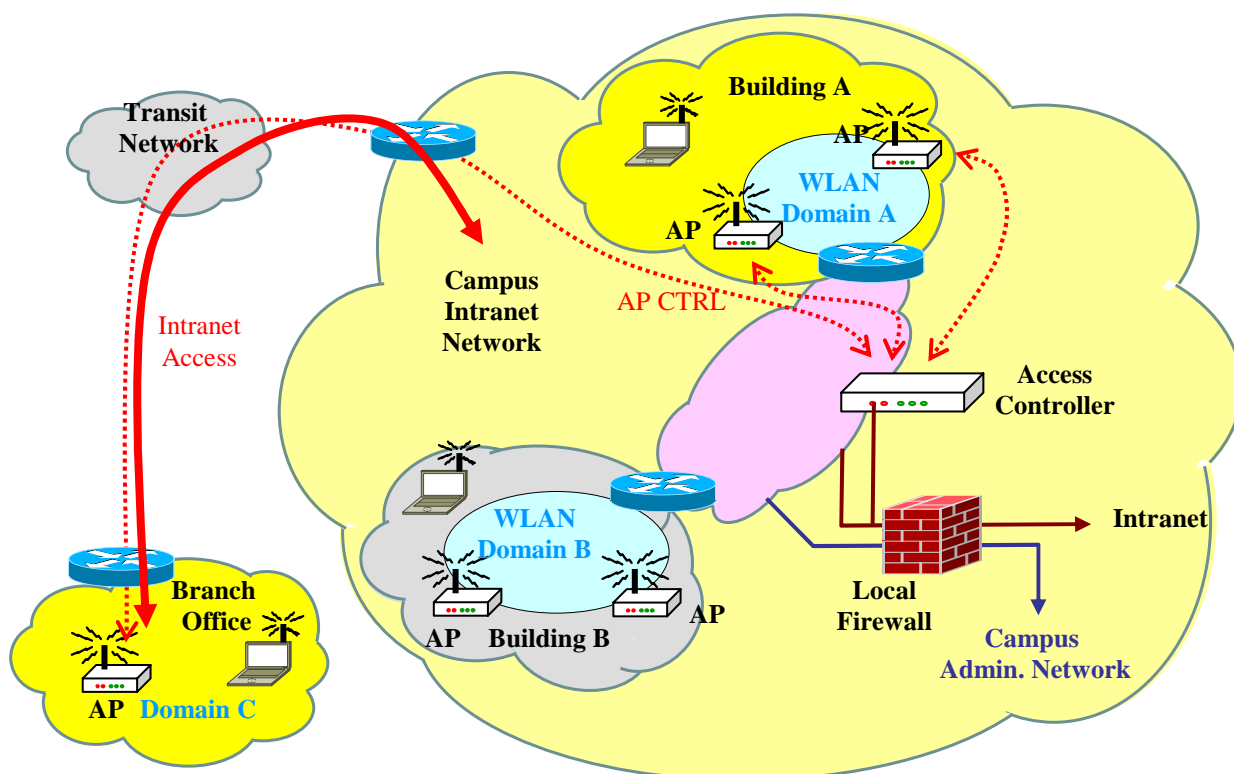 Transit
Network
Building A
AP
WLAN
Domain A
AP
Campus
Intranet
Network
AP CTRL
Intranet
Access
Access
Controller
WLAN
Domain B
AP
AP
Building B
Intranet
Local
Firewall
Campus
Admin. Network
Branch
Office
AP
Domain C